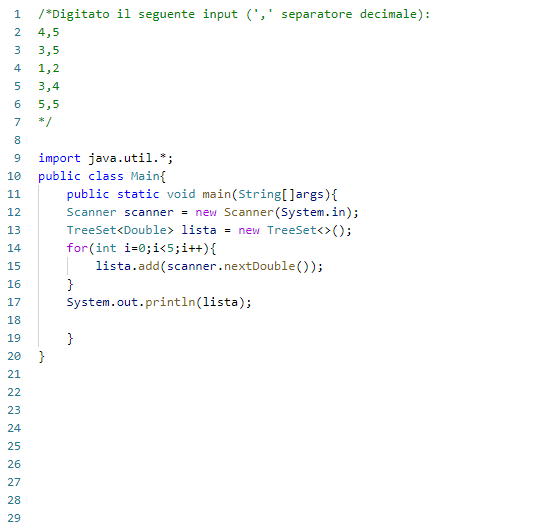 1 /*Digitato il seguente input (',' separatore decimale):
2 4,5
3 3,5
4 1,2
5 3,4
6 5,5
7 */
8
9 import java.util.*;
10 public class Main{
11     public static void main(String[]args){
12     Scanner scanner = new Scanner(System.in);
13     TreeSet<Double> lista = new TreeSet<>();
14     for(int i=0;i<5;i++){
15         lista.add(scanner.nextDouble());
16     }
17     System.out.println(lista);
18
19     }
20 }
21
22
23
24
25
26
27
28
29